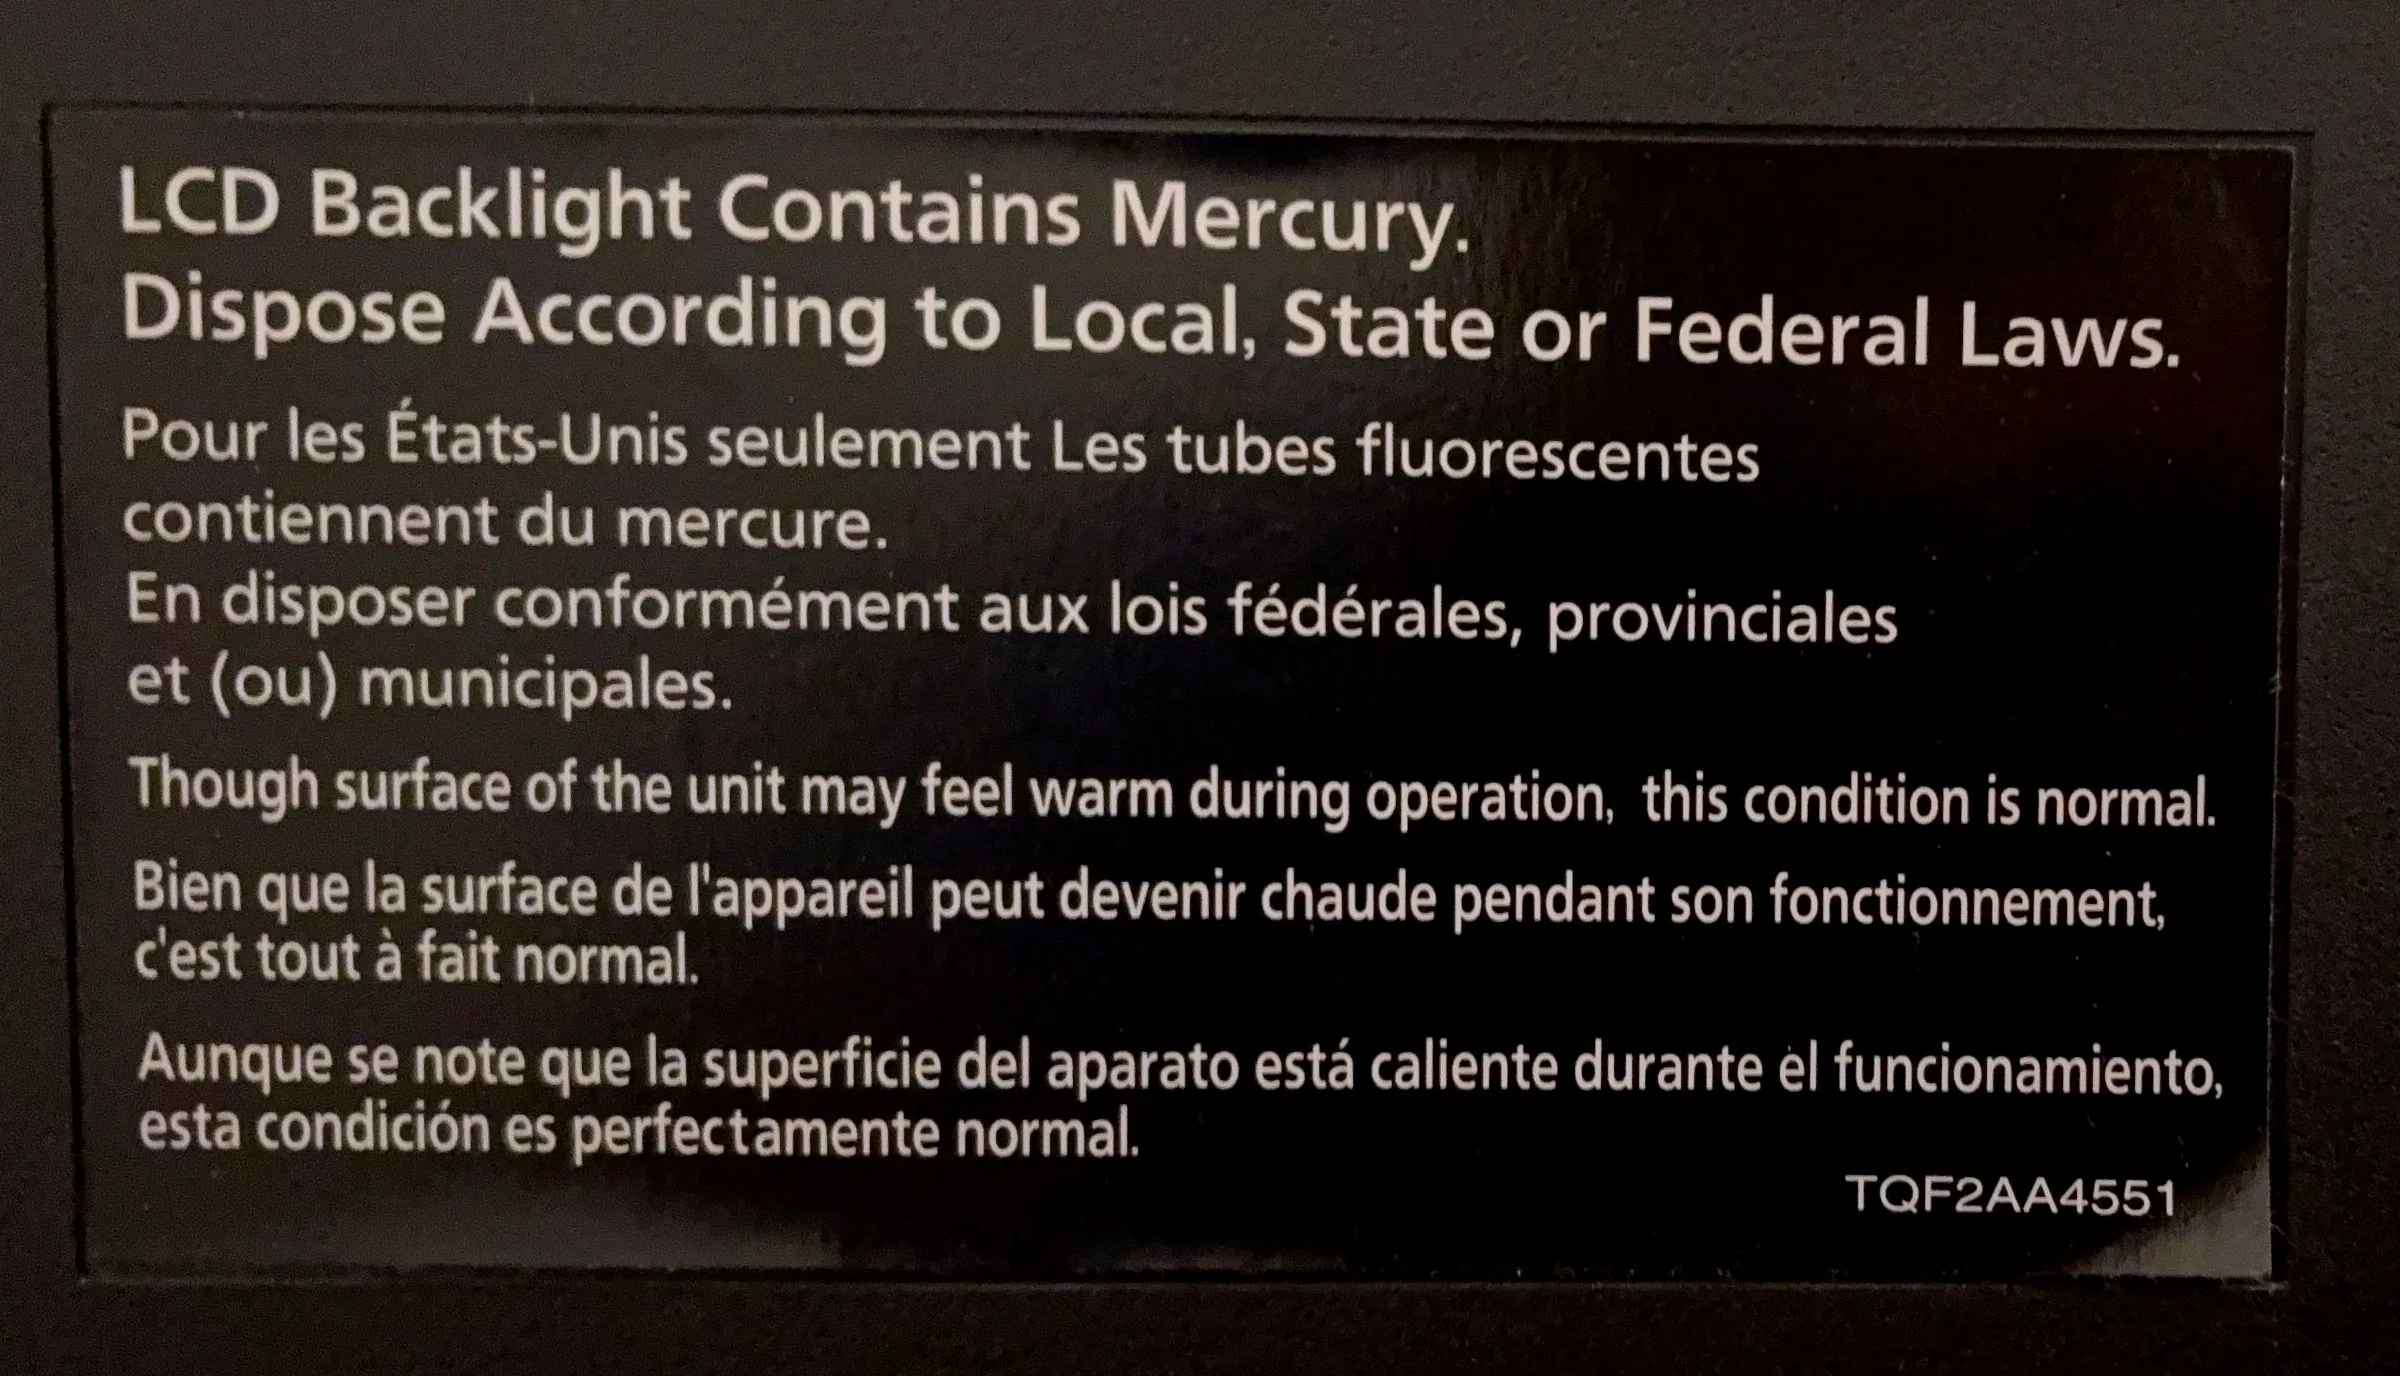 LCD Backlight Contains Mercury.
Dispose According to Local, State or Federal Laws.
Pour les États-Unis seulement Les tubes fluorescentes
contiennent du mercure.
En disposer conformément aux lois fédérales, provinciales
et (ou) municipales.
Though surface of the unit may feel warm during operation, this condition is normal.
Bien que la surface de l'appareil peut devenir chaude pendant son fonctionnement,
c'est tout à fait normal.
Aunque se note que la superficie del aparato está caliente durante el funcionamiento,
esta condición es perfectamente normal.
TQF2AA4551